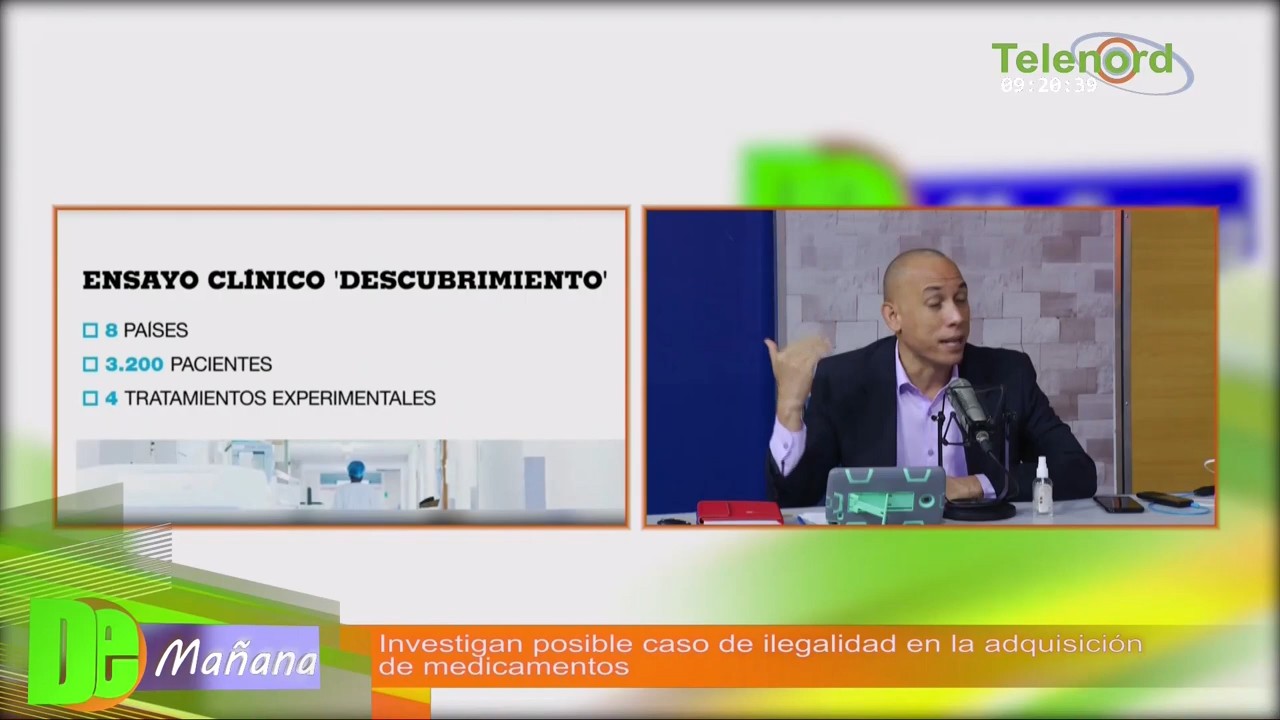 Telenord
09:20:39
ENSAYO CLÍNICO 'DESCUBRIMIENTO'
8 PAÍSES
3.200 PACIENTES
4 TRATAMIENTOS EXPERIMENTALES
De Mañana
Investigan posible caso de ilegalidad en la adquisición
de medicamentos